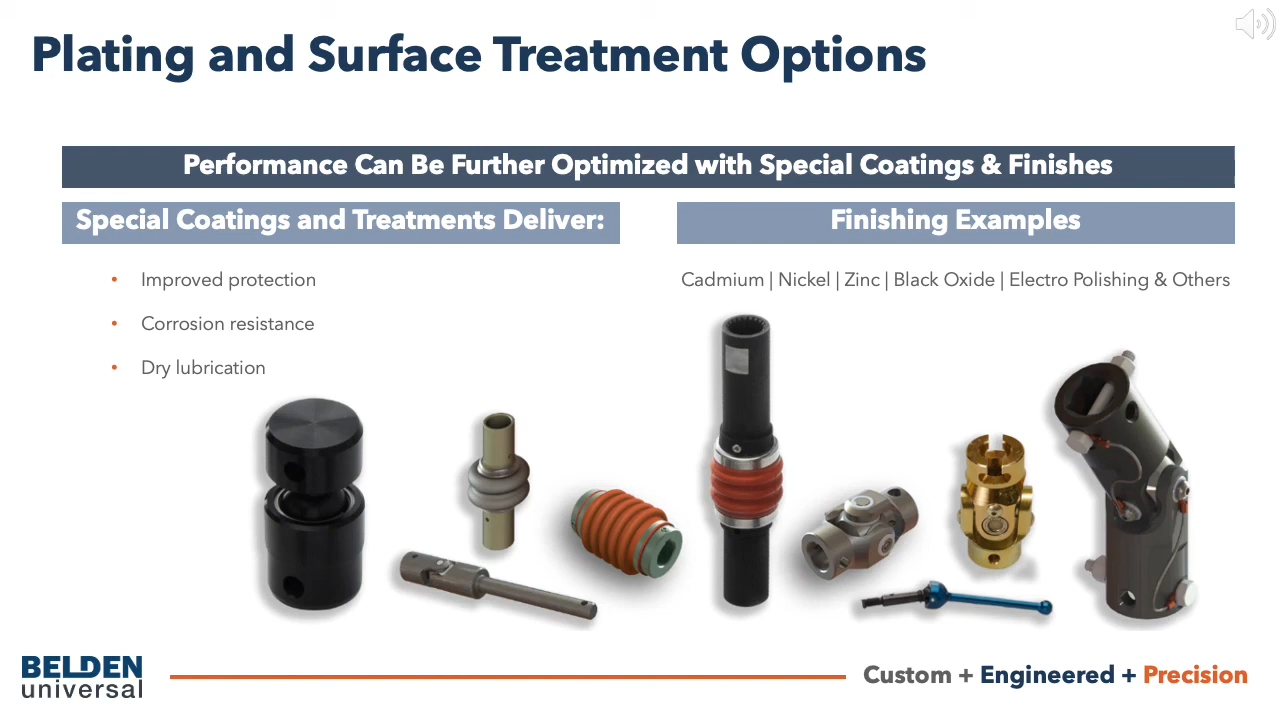 Plating and Surface Treatment Options
Performance Can Be Further Optimized with Special Coatings & Finishes
Special Coatings and Treatments Deliver:
• Improved protection
• Corrosion resistance
• Dry lubrication
Finishing Examples
Cadmium | Nickel | Zinc | Black Oxide | Electro Polishing & Others
BELDEN
universal
Custom + Engineered + Precision